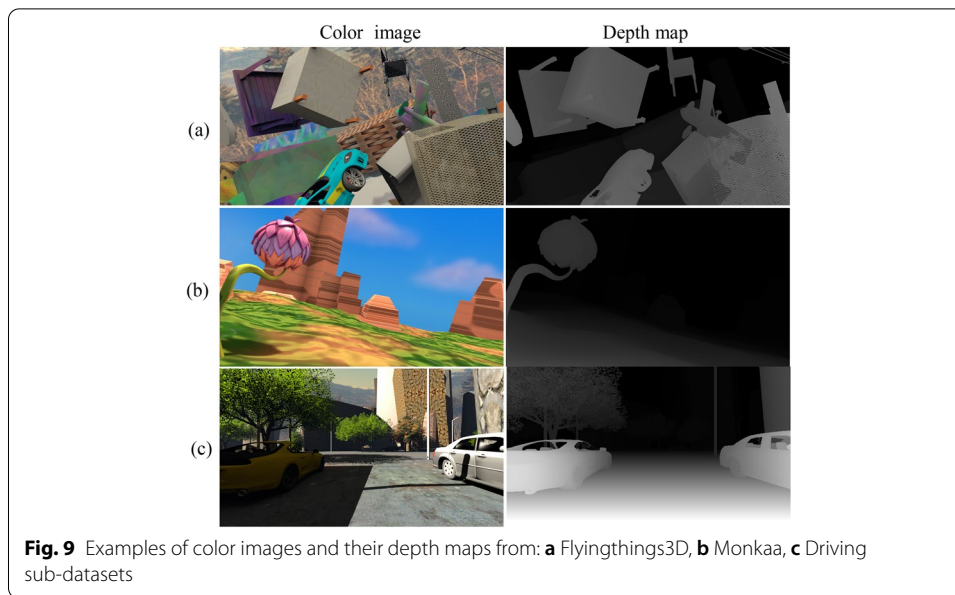 Color image
Depth map
(a)
(b)
(c)
Fig. 9 Examples of color images and their depth maps from: a Flyingthings3D, b Monkaa, c Driving
sub-datasets